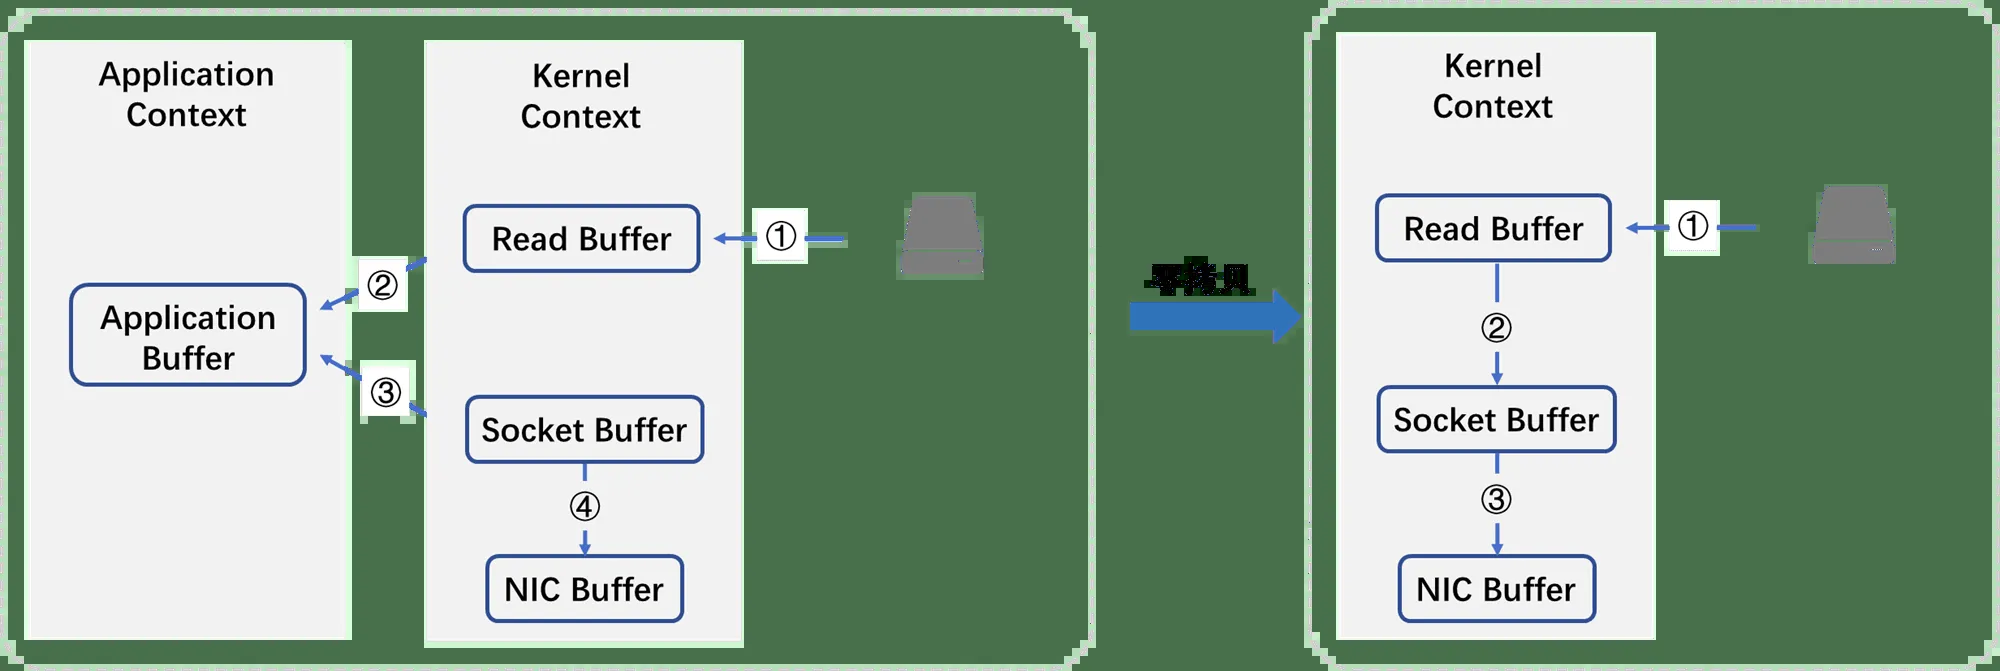 Application
Context
Kernel
Context
Read Buffer
①
②
Application
Buffer
③
Socket Buffer
④
NIC Buffer
零拷贝
Kernel
Context
Read Buffer
①
②
Socket Buffer
③
NIC Buffer